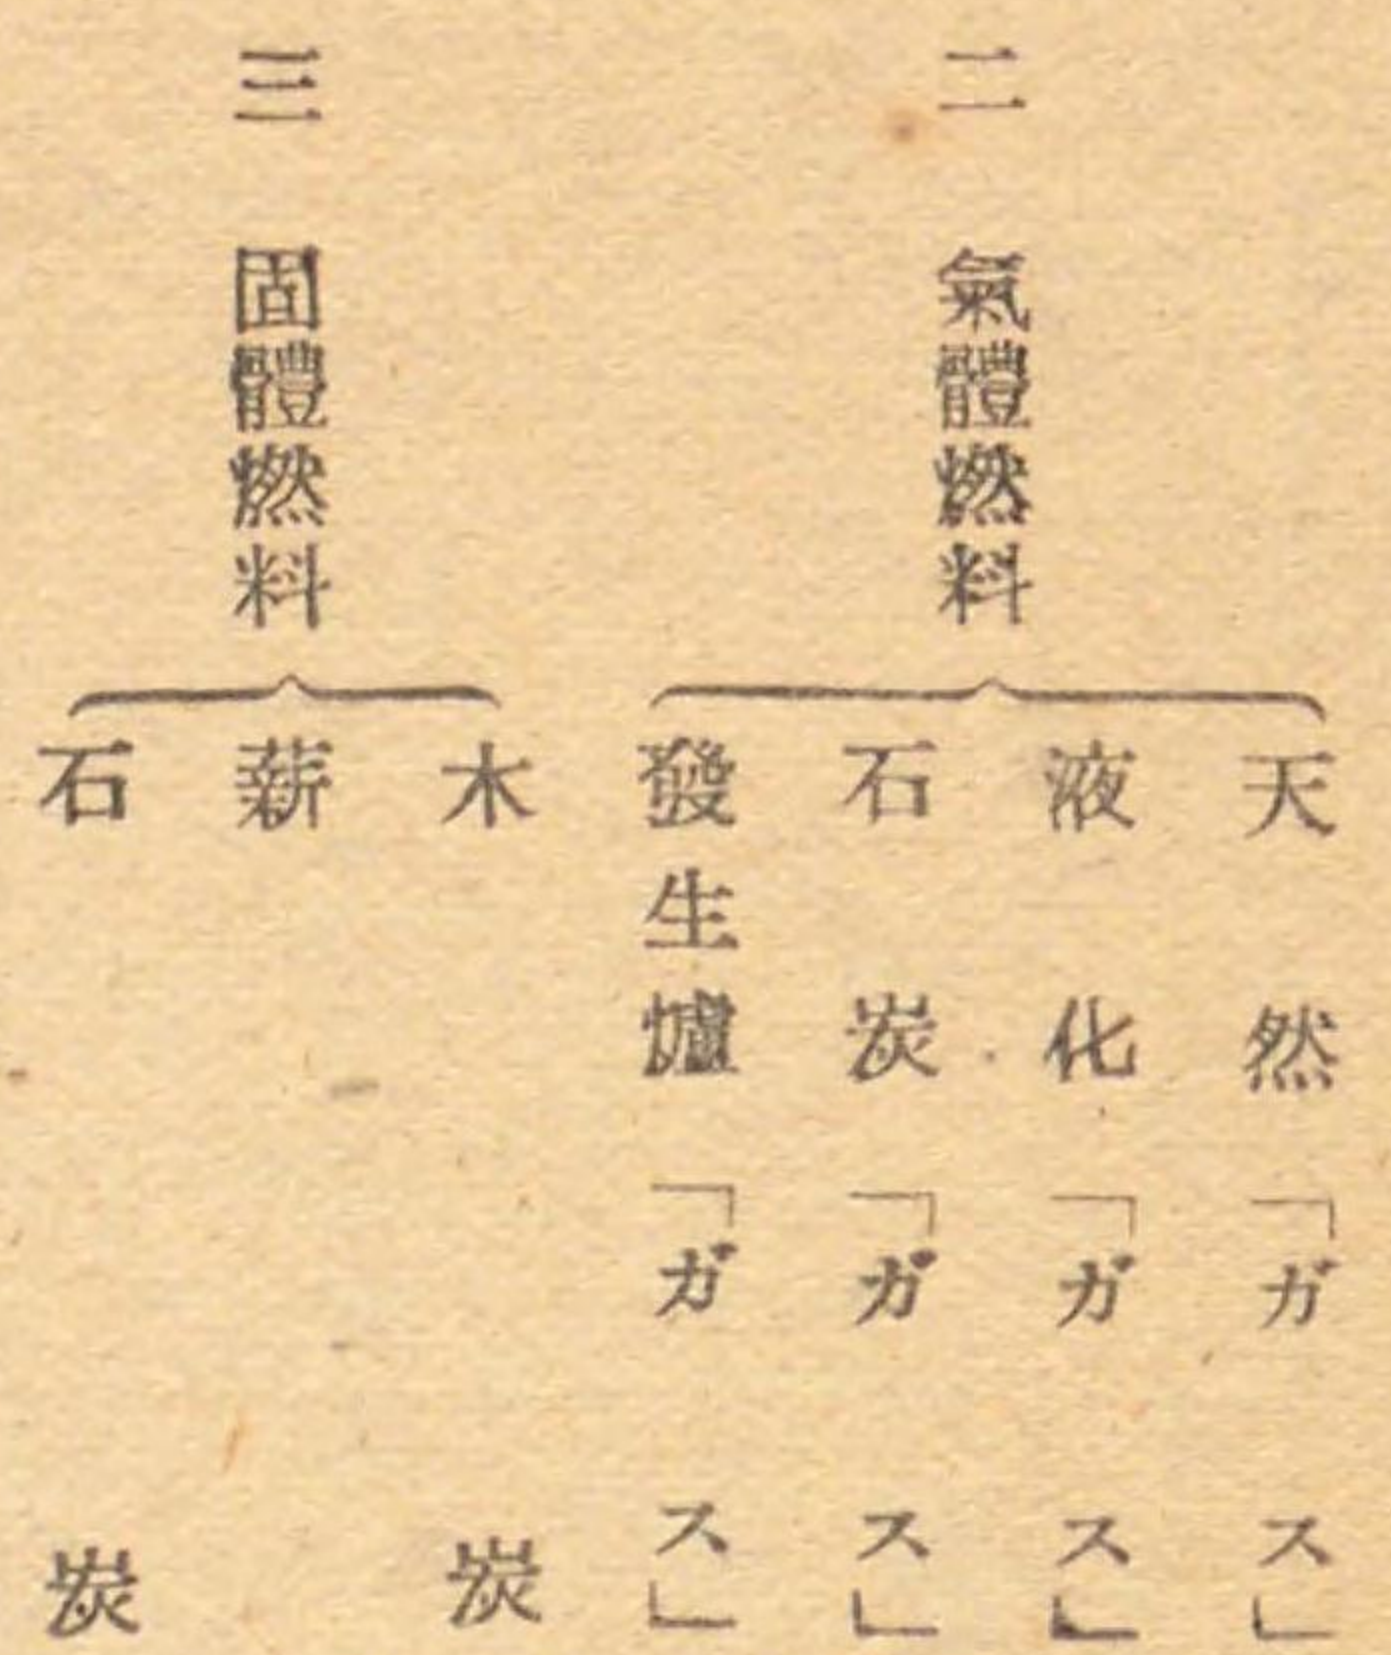 二　氣體燃料
天然「ガス」
液化「ガス」
石炭「ガス」
發生爐「ガス」
三　固體燃料
木炭
薪
石炭